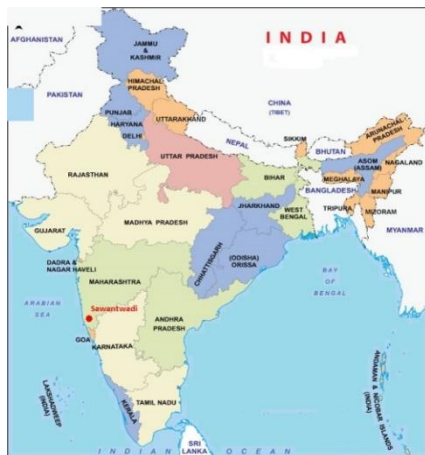 INDIA
AFGHANISTAN
JAMMU
& KASHMIR
HIMACHAL
PRADESH
PAKISTAN
PUNJAB
UTTARAKHAND
CHINA
(TIBET)
HARYANA
DELHI
NEPAL
SIKKIM
ARUNACHAL
PRADESH
BHUTAN
RAJASTHAN
UTTAR PRADESH
ASOM
(ASSAM)
NAGALAND
BIHAR
MEGHALAYA
BANGLADESH
MANIPUR
JHARKHAND
TRIPURA
MIZORAM
GUJARAT
MADHYA PRADESH
WEST
BENGAL
MYANMAR
CHHATTISGARH
(ODISHA)
ORISSA
DADRA &
NAGAR HAVELI
MAHARASHTRA
BAY
OF
BENGAL
ARABIAN
SEA
Sawantwadi
ANDHRA
PRADESH
GOA
KARNATAKA
LAKSHADWEEP
(INDIA)
KERALA
TAMIL NADU
ANDAMAN & NICOBAR ISLANDS
(INDIA)
SRI
LANKA
INDIAN OCEAN